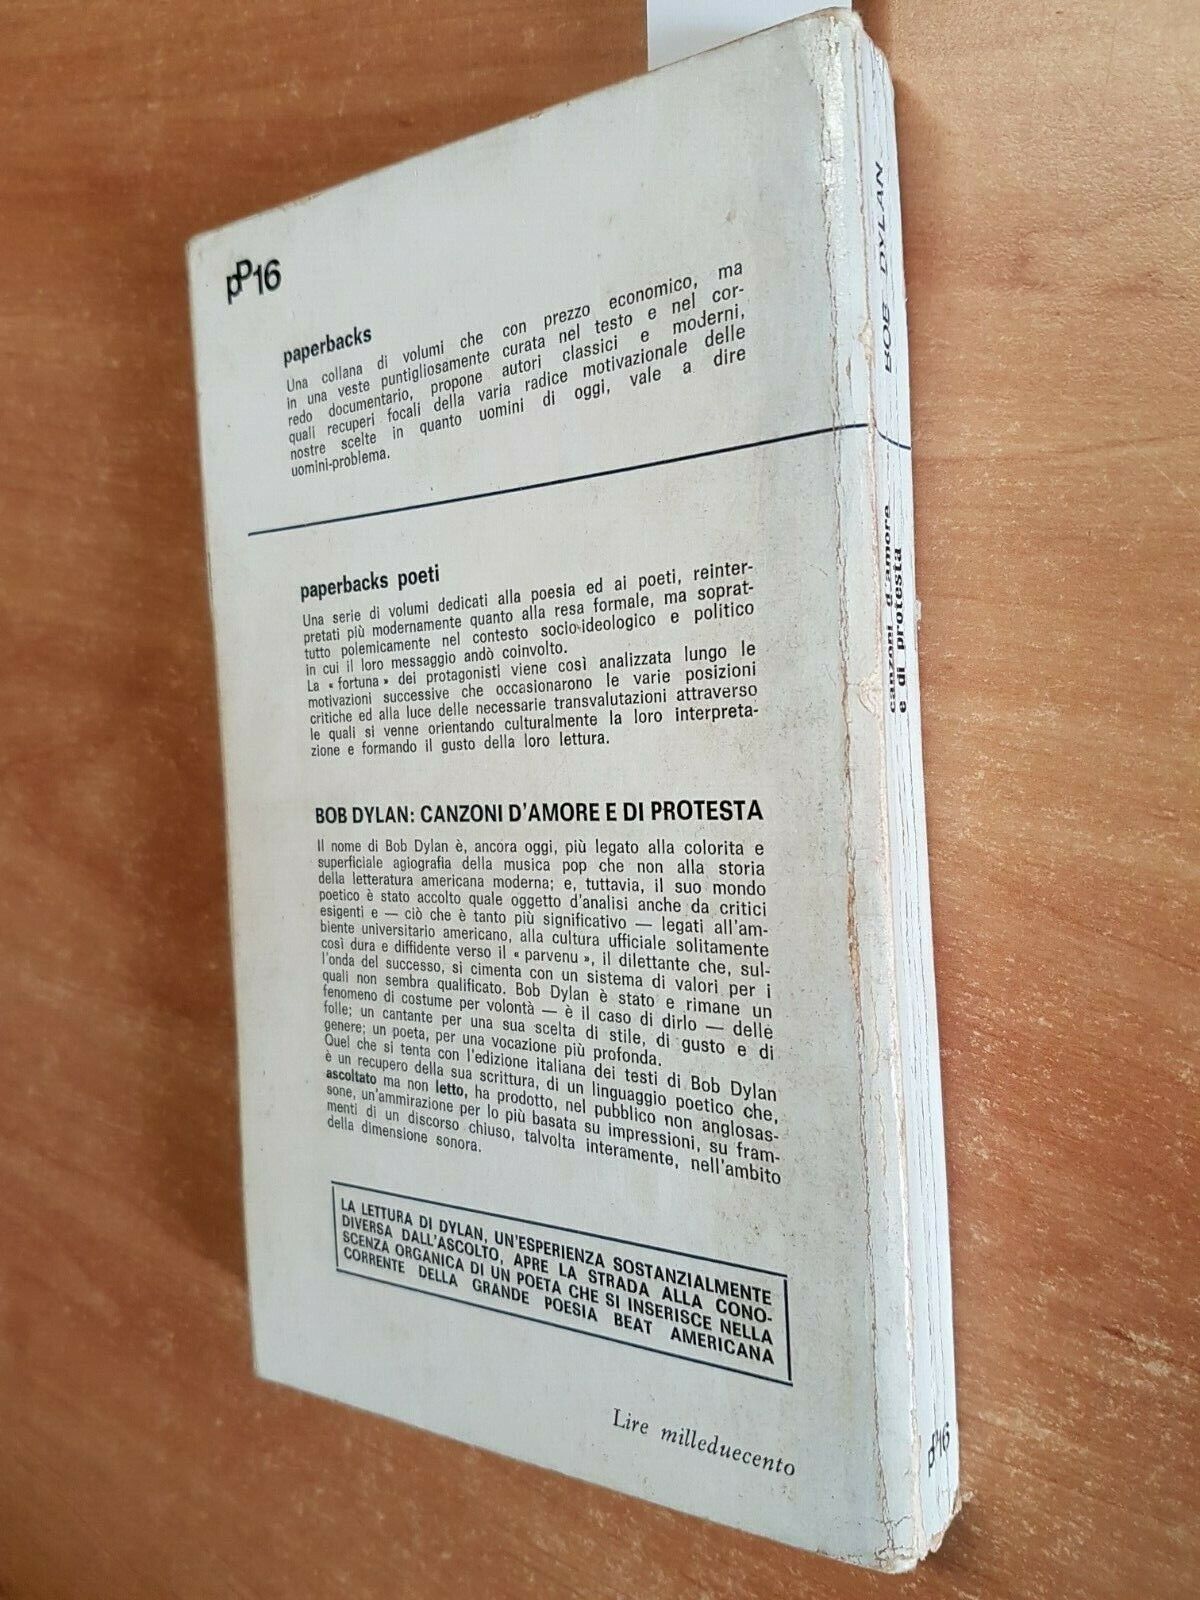 pP16
paperbacks
Una collana di volumi che con prezzo economico, ma
in una veste puntigliosamente curata nel testo e nel cor-
redo documentario, propone autori classici e moderni,
quali recuperi focali della varia radice motivazionale delle
nostre scelte in quanto uomini di oggi, vale a dire
uomini-problema.
paperbacks poeti
Una serie di volumi dedicati alla poesia ed ai poeti, reinter-
pretati più modernamente quanto alla resa formale, ma soprat-
tutto polemicamente nel contesto socio-ideologico e politico
in cui il loro messaggio andò coinvolto.
La « fortuna » dei protagonisti viene così analizzata lungo le
motivazioni successive che occasionarono le varie posizioni
critiche ed alla luce delle necessarie transvalutazioni attraverso
le quali si venne orientando culturalmente la loro interpreta-
zione e formando il gusto della loro lettura.
BOB DYLAN: CANZONI D'AMORE E DI PROTESTA
Il nome di Bob Dylan è, ancora oggi, più legato alla colorita e
superficiale agiografia della musica pop che non alla storia
della letteratura americana moderna; e, tuttavia, il suo mondo
poetico è stato accolto quale oggetto d'analisi anche da critici
esigenti e — ciò che è tanto più significativo — legati all'am-
biente universitario americano, alla cultura ufficiale solitamente
così dura e diffidente verso il « parvenu », il dilettante che, sul-
l'onda del successo, si cimenta con un sistema di valori per i
quali non sembra qualificato. Bob Dylan è stato e rimane un
fenomeno di costume per volontà — è il caso di dirlo — delle
folle; un cantante per una sua scelta di stile, di gusto e di
genere; un poeta, per una vocazione più profonda.
Quel che si tenta con l'edizione italiana dei testi di Bob Dylan
è un recupero della sua scrittura, di un linguaggio poetico che,
ascoltato ma non letto, ha prodotto, nel pubblico non anglosas-
sone, un'ammirazione per lo più basata su impressioni, su fram-
menti di un discorso chiuso, talvolta interamente, nell'ambito
della dimensione sonora.
LA LETTURA DI DYLAN, UN'ESPERIENZA SOSTANZIALMENTE
DIVERSA DALL'ASCOLTO, APRE LA STRADA ALLA CONO-
SCENZA ORGANICA DI UN POETA CHE SI INSERISCE NELLA
CORRENTE DELLA GRANDE POESIA BEAT AMERICANA
Lire milleduecento
BOB DYLAN
canzoni d'amore
e di protesta
pP16